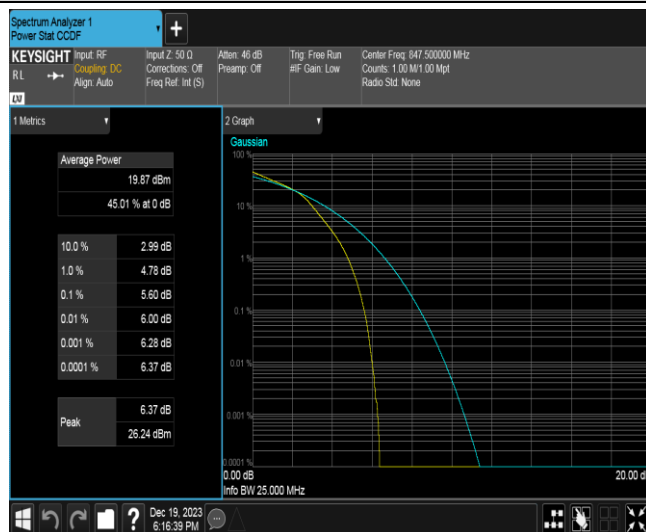 Spectrum Analyzer 1
Power Stat CCDF
+
KEYSIGHT
RL
Input: RF
Coupling: DC
Align: Auto
Input Z: 50 Ω
Corrections: Off
Freq Ref: Int (S)
Atten: 46 dB
Preamp: Off
Trig: Free Run
#IF Gain: Low
Center Freq: 847.500000 MHz
Counts: 1.00 M/1.00 Mpt
Radio Std: None
LXI
1 Metrics
Average Power
19.87 dBm
45.01 % at 0 dB
10.0 % 2.99 dB
1.0 % 4.78 dB
0.1 % 5.60 dB
0.01 % 6.00 dB
0.001 % 6.28 dB
0.0001 % 6.37 dB
Peak
6.37 dB
26.24 dBm
2 Graph
Gaussian
100 %
10 %
1 %
0.1 %
0.01 %
0.001 %
0.0001 %
0.00 dB
20.00 d
Info BW 25.000 MHz
?
Dec 19, 2023
6:16:39 PM